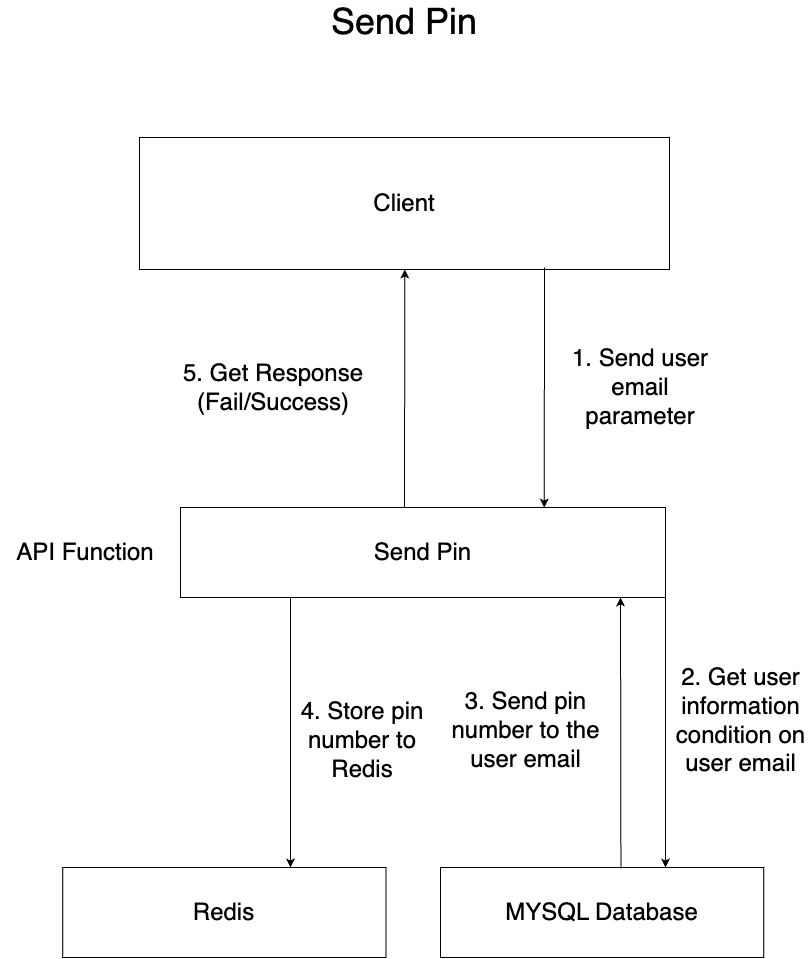 Send Pin
Client
5. Get Response
(Fail/Success)
1. Send user
email
parameter
API Function
Send Pin
4. Store pin
number to
Redis
3. Send pin
number to the
user email
2. Get user
information
condition on
user email
Redis
MYSQL Database